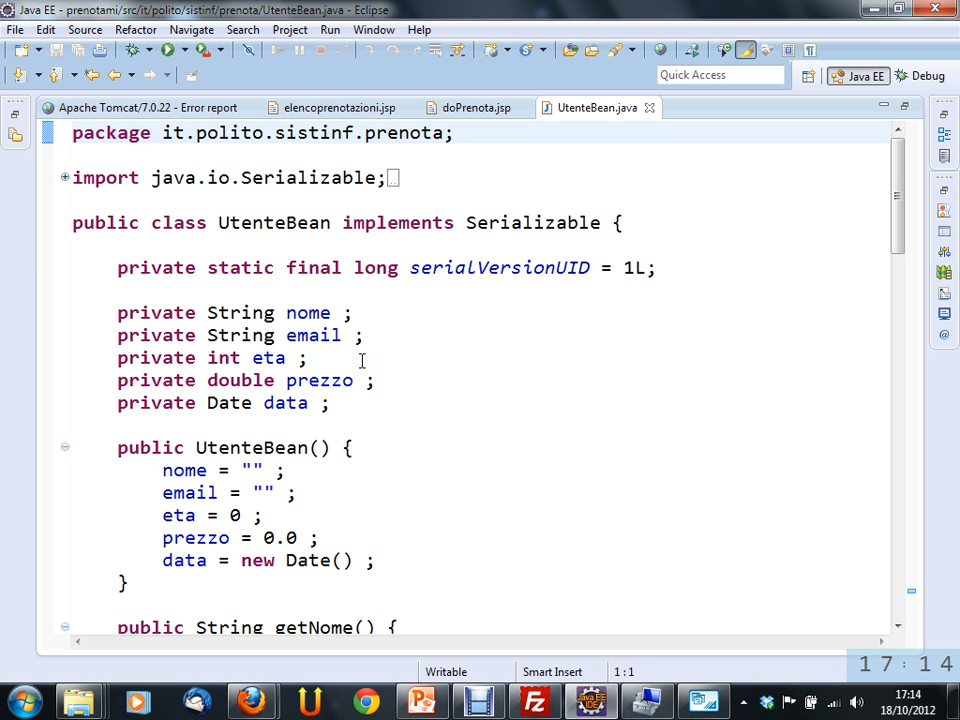 Java EE - prenotami/src/it/polito/sistinf/prenota/UtenteBean.java - Eclipse
File Edit Source Refactor Navigate Search Project Run Window Help
Quick Access
Java EE Debug
Apache Tomcat/7.0.22 - Error report elencoprenotazioni.jsp doPrenota.jsp UtenteBean.java
package it.polito.sistinf.prenota;
import java.io.Serializable;
public class UtenteBean implements Serializable {
private static final long serialVersionUID = 1L;
private String nome ;
private String email ;
private int eta ;
private double prezzo ;
private Date data ;
public UtenteBean() {
nome = "" ;
email = "" ;
eta = 0 ;
prezzo = 0.0 ;
data = new Date() ;
}
public String getNome() {
Writable Smart Insert 1 : 1
17:14
17:14
18/10/2012